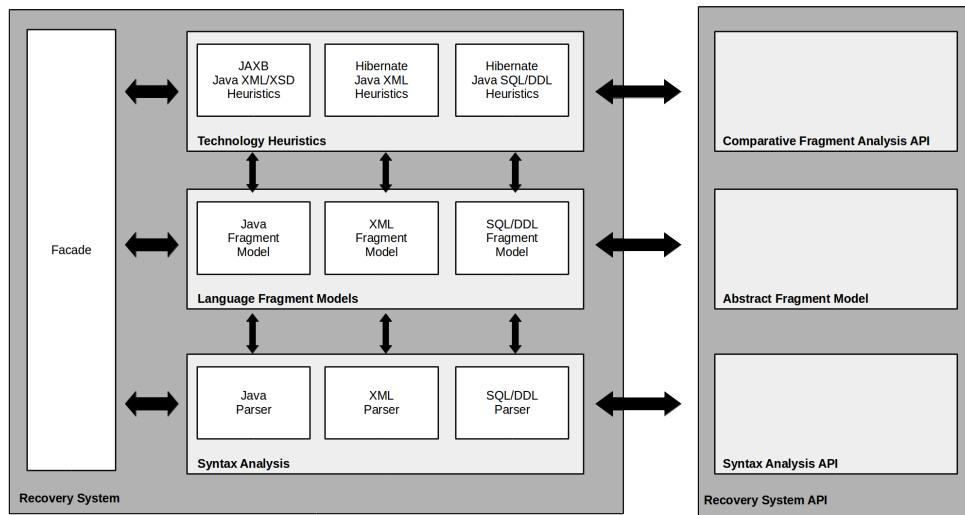 Facade
JAXB
Java XML/XSD
Heuristics
Hibernate
Java XML
Heuristics
Hibernate
Java SQL/DDL
Heuristics
Technology Heuristics
Java
Fragment
Model
XML
Fragment
Model
SQL/DDL
Fragment
Model
Language Fragment Models
Java
Parser
XML
Parser
SQL/DDL
Parser
Syntax Analysis
Recovery System
Comparative Fragment Analysis API
Abstract Fragment Model
Syntax Analysis API
Recovery System API